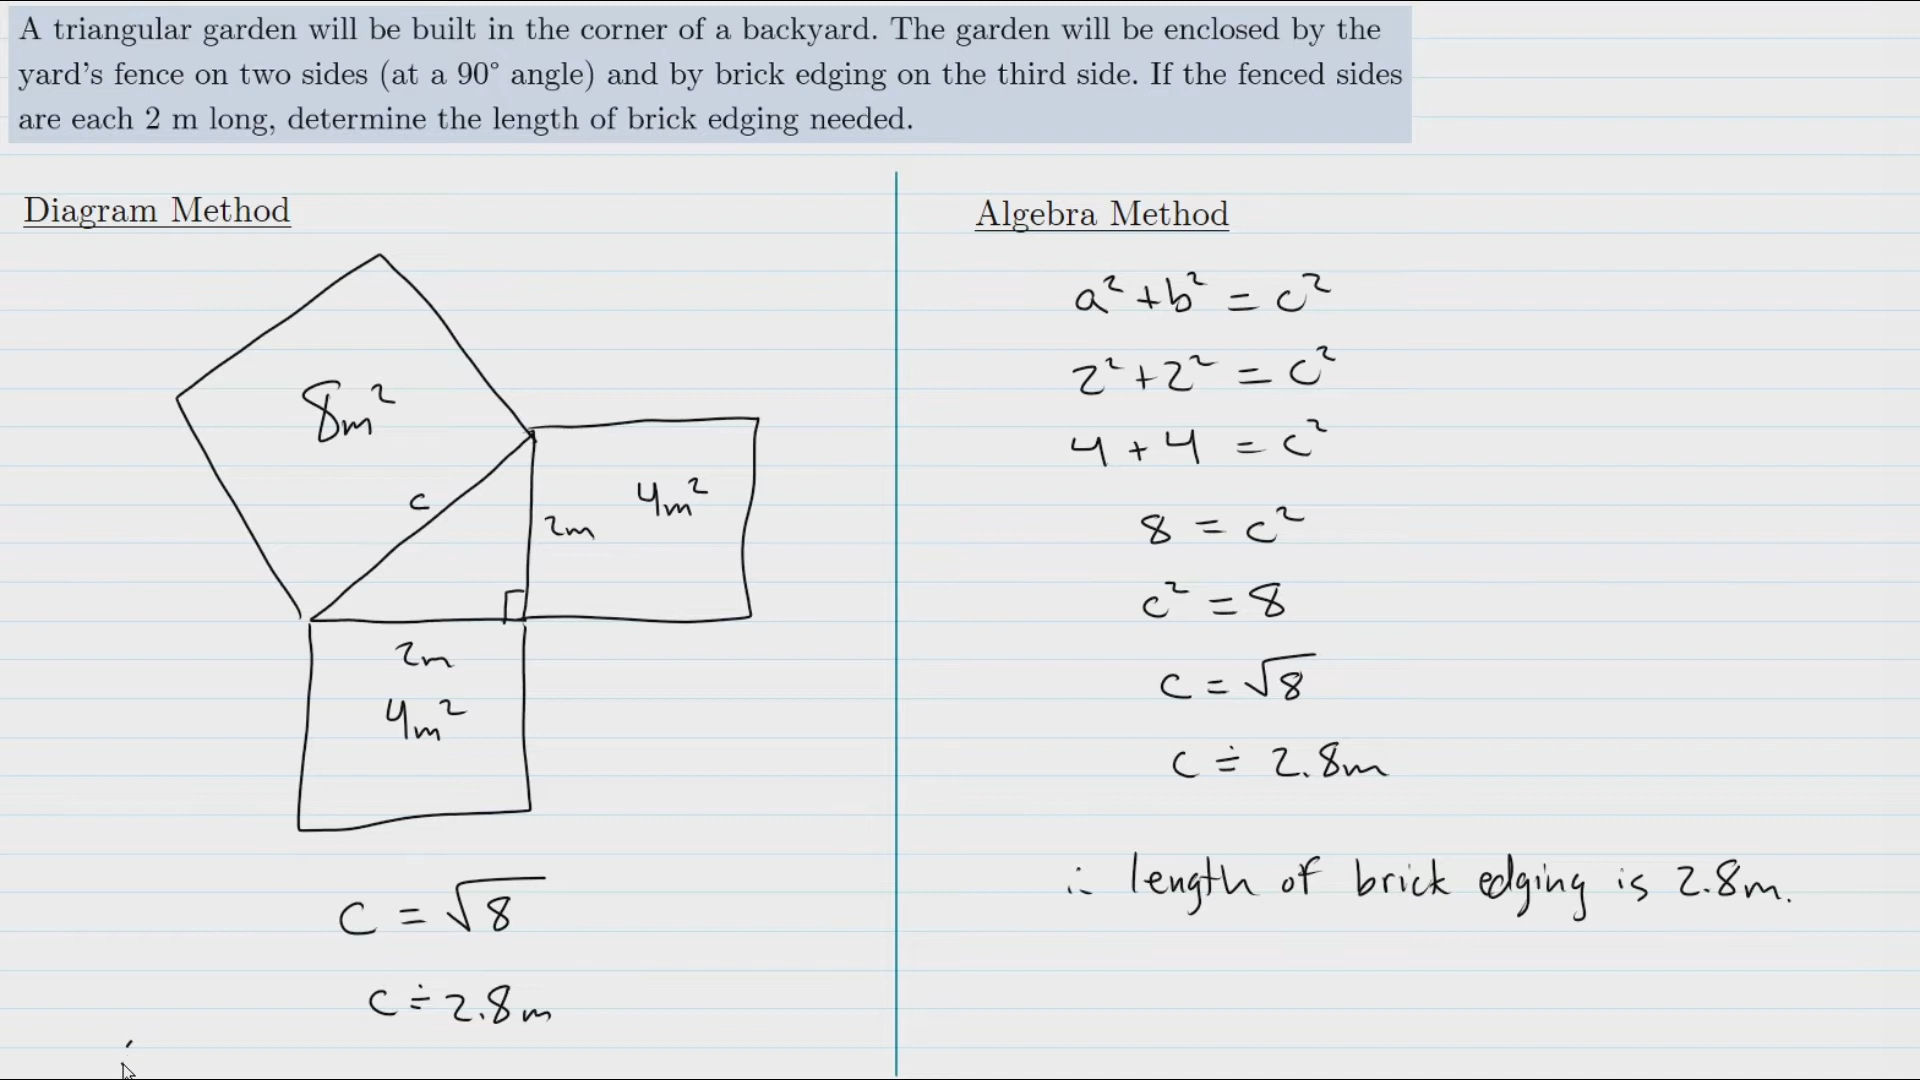 A triangular garden will be built in the corner of a backyard. The garden will be enclosed by the
yard's fence on two sides (at a 90° angle) and by brick edging on the third side. If the fenced sides
are each 2 m long, determine the length of brick edging needed.
Diagram Method
8m²
c
2m
4m²
2m
4m²
c = √8
c ≑ 2.8m
Algebra Method
a² + b² = c²
2² + 2² = c²
4 + 4 = c²
8 = c²
c² = 8
c = √8
c ≑ 2.8m
∴ length of brick edging is 2.8m.